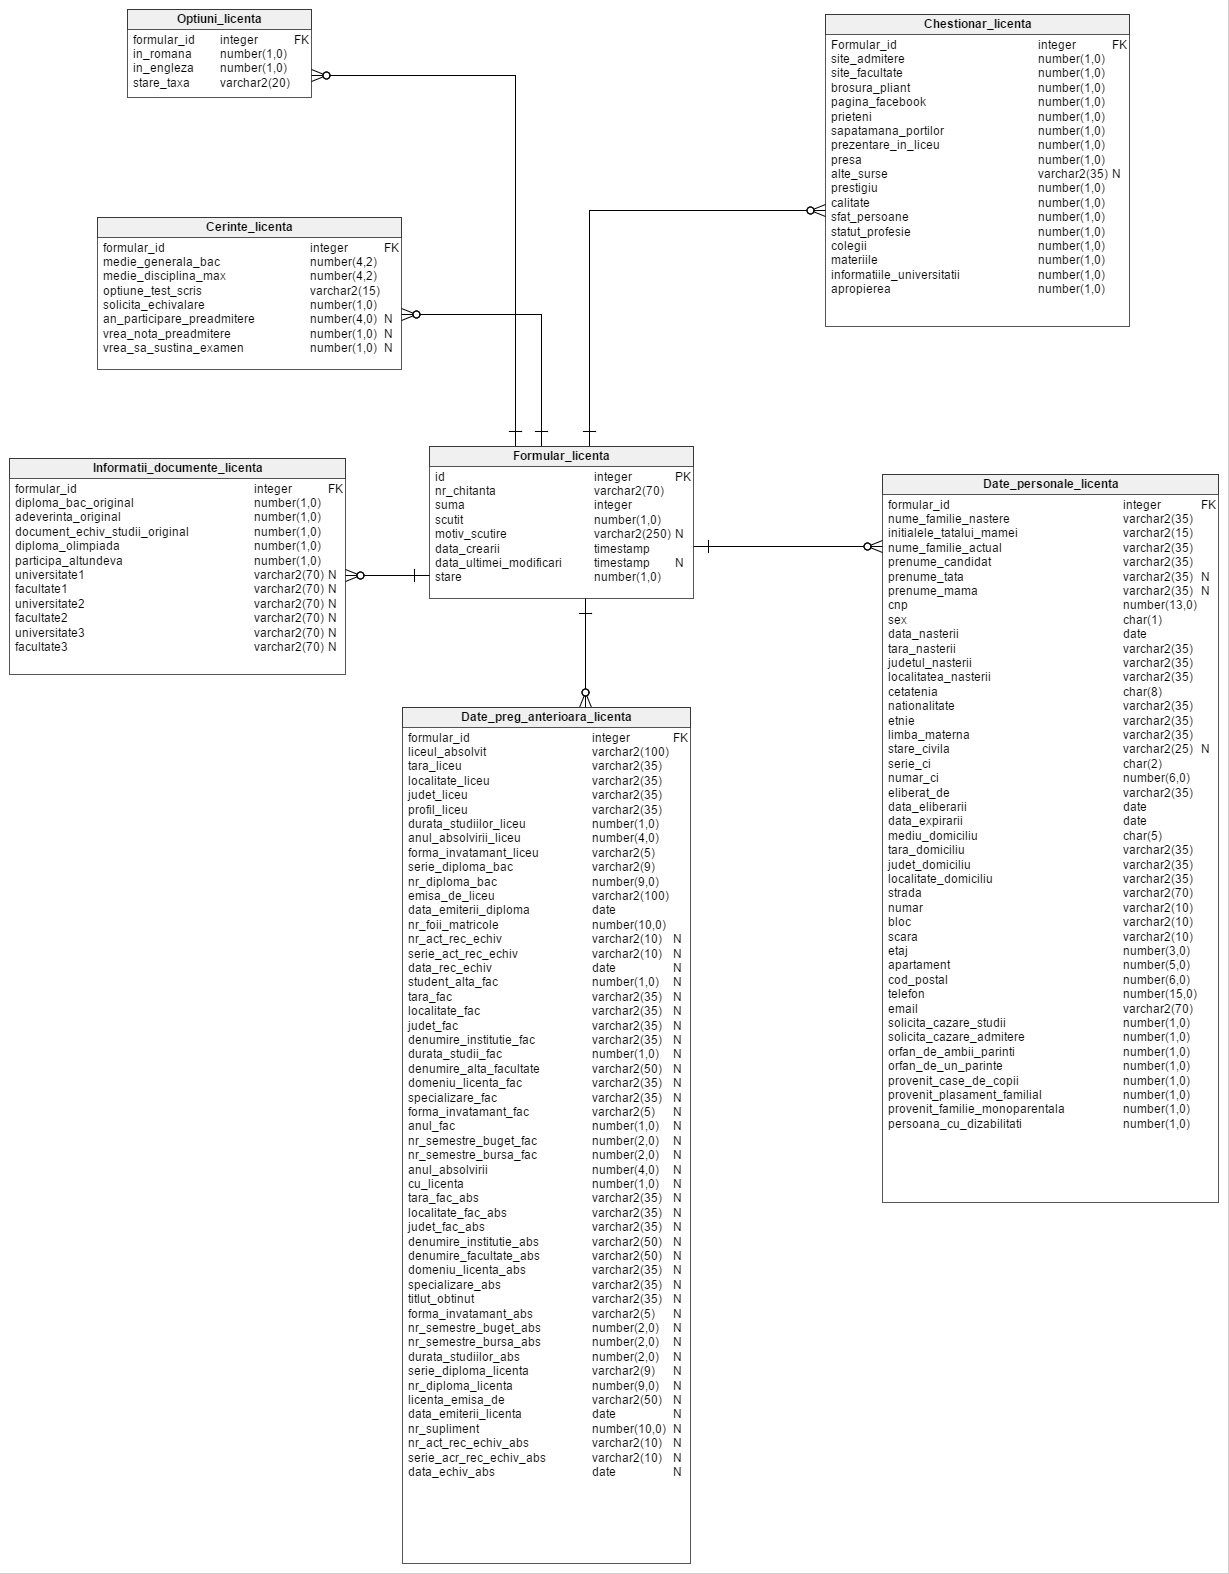 Optiuni_licenta
formular_id integer FK
in_romana number(1,0)
in_engleza number(1,0)
stare_taxa varchar2(20)
Chestionar_licenta
Formular_id integer FK
site_admitere number(1,0)
site_facultate number(1,0)
brosura_pliant number(1,0)
pagina_facebook number(1,0)
prieteni number(1,0)
sapatamana_portilor number(1,0)
prezentare_in_liceu number(1,0)
presa number(1,0)
alte_surse varchar2(35) N
prestigiu number(1,0)
calitate number(1,0)
sfat_persoane number(1,0)
statut_profesie number(1,0)
colegii number(1,0)
materiile number(1,0)
informatiile_universitatii number(1,0)
apropierea number(1,0)
Cerinte_licenta
formular_id integer FK
medie_generala_bac number(4,2)
medie_disciplina_max number(4,2)
optiune_test_scris varchar2(15)
solicita_echivalare number(1,0)
an_participare_preadmitere number(4,0) N
vrea_nota_preadmitere number(1,0) N
vrea_sa_sustina_examen number(1,0) N
Formular_licenta
id integer PK
nr_chitanta varchar2(70)
suma integer
scutit number(1,0)
motiv_scutire varchar2(250) N
data_crearii timestamp
data_ultimei_modificari timestamp N
stare number(1,0)
Informatii_documente_licenta
formular_id integer FK
diploma_bac_original number(1,0)
adeverinta_original number(1,0)
document_echiv_studii_original number(1,0)
diploma_olimpiada number(1,0)
participa_altundeva number(1,0)
universitate1 varchar2(70) N
facultate1 varchar2(70) N
universitate2 varchar2(70) N
facultate2 varchar2(70) N
universitate3 varchar2(70) N
facultate3 varchar2(70) N
Date_personale_licenta
formular_id integer FK
nume_familie_nastere varchar2(35)
initialele_tatalui_mamei varchar2(15)
nume_familie_actual varchar2(35)
prenume_candidat varchar2(35)
prenume_tata varchar2(35) N
prenume_mama varchar2(35) N
cnp number(13,0)
sex char(1)
data_nasterii date
tara_nasterii varchar2(35)
judetul_nasterii varchar2(35)
localitatea_nasterii varchar2(35)
cetatenia char(8)
nationalitate varchar2(35)
etnie varchar2(35)
limba_materna varchar2(35)
stare_civila varchar2(25) N
serie_ci char(2)
numar_ci number(6,0)
eliberat_de varchar2(35)
data_eliberarii date
data_expirarii date
mediu_domiciliu char(5)
tara_domiciliu varchar2(35)
judet_domiciliu varchar2(35)
localitate_domiciliu varchar2(35)
strada varchar2(70)
numar varchar2(10)
bloc varchar2(10)
scara varchar2(10)
etaj number(3,0)
apartament number(5,0)
cod_postal number(6,0)
telefon number(15,0)
email varchar2(70)
solicita_cazare_studii number(1,0)
solicita_cazare_admitere number(1,0)
orfan_de_ambii_parinti number(1,0)
orfan_de_un_parinte number(1,0)
provenit_case_de_copii number(1,0)
provenit_plasament_familial number(1,0)
provenit_familie_monoparentala number(1,0)
persoana_cu_dizabilitati number(1,0)
Date_preg_anterioara_licenta
formular_id integer FK
liceul_absolvit varchar2(100)
tara_liceu varchar2(35)
localitate_liceu varchar2(35)
judet_liceu varchar2(35)
profil_liceu varchar2(35)
durata_studiilor_liceu number(1,0)
anul_absolvirii_liceu number(4,0)
forma_invatamant_liceu varchar2(5)
serie_diploma_bac varchar2(9)
nr_diploma_bac number(9,0)
emisa_de_liceu varchar2(100)
data_emiterii_diploma date
nr_foii_matricole number(10,0)
nr_act_rec_echiv varchar2(10) N
serie_act_rec_echiv varchar2(10) N
data_rec_echiv date N
student_alta_fac number(1,0) N
tara_fac varchar2(35) N
localitate_fac varchar2(35) N
judet_fac varchar2(35) N
denumire_institutie_fac varchar2(35) N
durata_studii_fac number(1,0) N
denumire_alta_facultate varchar2(50) N
domeniu_licenta_fac varchar2(35) N
specializare_fac varchar2(35) N
forma_invatamant_fac varchar2(5) N
anul_fac number(1,0) N
nr_semestre_buget_fac number(2,0) N
nr_semestre_bursa_fac number(2,0) N
anul_absolvirii number(4,0) N
cu_licenta number(1,0) N
tara_fac_abs varchar2(35) N
localitate_fac_abs varchar2(35) N
judet_fac_abs varchar2(35) N
denumire_institutie_abs varchar2(50) N
denumire_facultate_abs varchar2(50) N
domeniu_licenta_abs varchar2(35) N
specializare_abs varchar2(35) N
titlut_obtinut varchar2(35) N
forma_invatamant_abs varchar2(5) N
nr_semestre_buget_abs number(2,0) N
nr_semestre_bursa_abs number(2,0) N
durata_studiilor_abs number(2,0) N
serie_diploma_licenta varchar2(9) N
nr_diploma_licenta number(9,0) N
licenta_emisa_de varchar2(50) N
data_emiterii_licenta date N
nr_supliment number(10,0) N
nr_act_rec_echiv_abs varchar2(10) N
serie_acr_rec_echiv_abs varchar2(10) N
data_echiv_abs date N